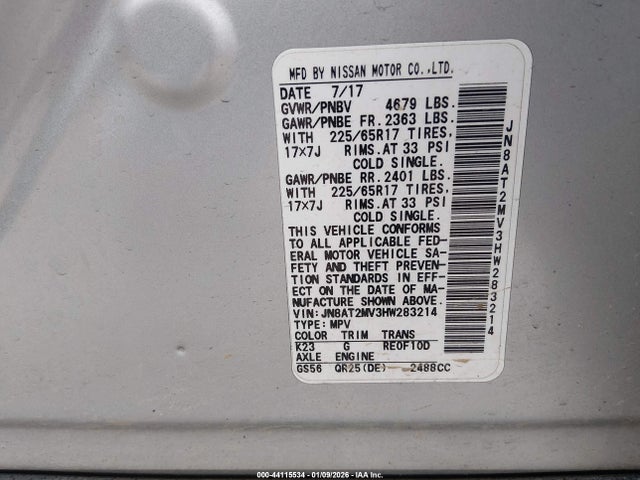 MFD BY NISSAN MOTOR CO.,LTD.
DATE 7/17
GVWR/PNBV 4679 LBS.
GAWR/PNBE FR. 2363 LBS.
WITH 225/65R17 TIRES,
17X7J RIMS.AT 33 PSI
COLD SINGLE.
GAWR/PNBE RR. 2401 LBS.
WITH 225/65R17 TIRES,
17X7J RIMS.AT 33 PSI
COLD SINGLE.
THIS VEHICLE CONFORMS
TO ALL APPLICABLE FED-
ERAL MOTOR VEHICLE SA-
FETY AND THEFT PREVEN-
TION STANDARDS IN EFF-
ECT ON THE DATE OF MA-
NUFACTURE SHOWN ABOVE.
VIN:JN8AT2MV3HW283214
TYPE:MPV
COLOR TRIM TRANS
K23 G RE0F10D
AXLE ENGINE
GS56 QR25(DE) 2488CC
JN8AT2MV3HW283214
000-44115534 - 01/09/2026 - IAA Inc.